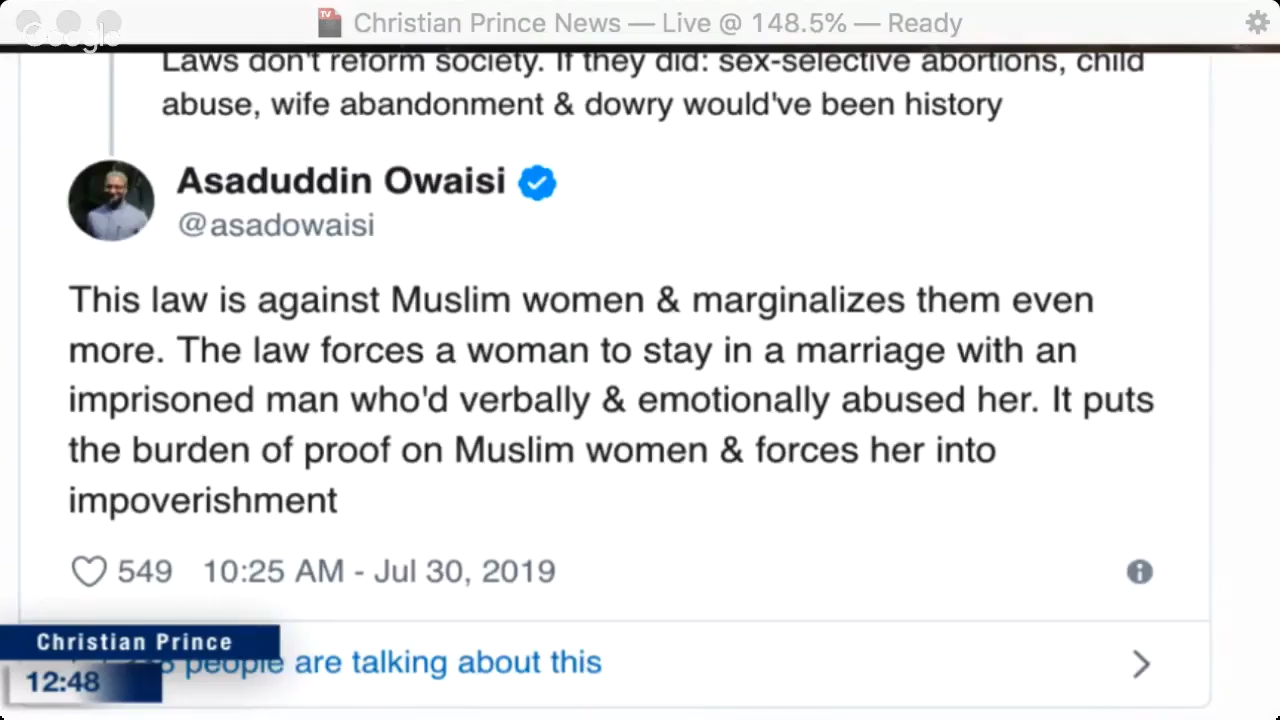 Christian Prince News — Live @ 148.5% — Ready
Google
TV
Laws don't reform society. If they did: sex-selective abortions, child
abuse, wife abandonment & dowry would've been history
Asaduddin Owaisi
@asadowaisi
This law is against Muslim women & marginalizes them even
more. The law forces a woman to stay in a marriage with an
imprisoned man who'd verbally & emotionally abused her. It puts
the burden of proof on Muslim women & forces her into
impoverishment
549 10:25 AM - Jul 30, 2019
Christian Prince
people are talking about this
12:48